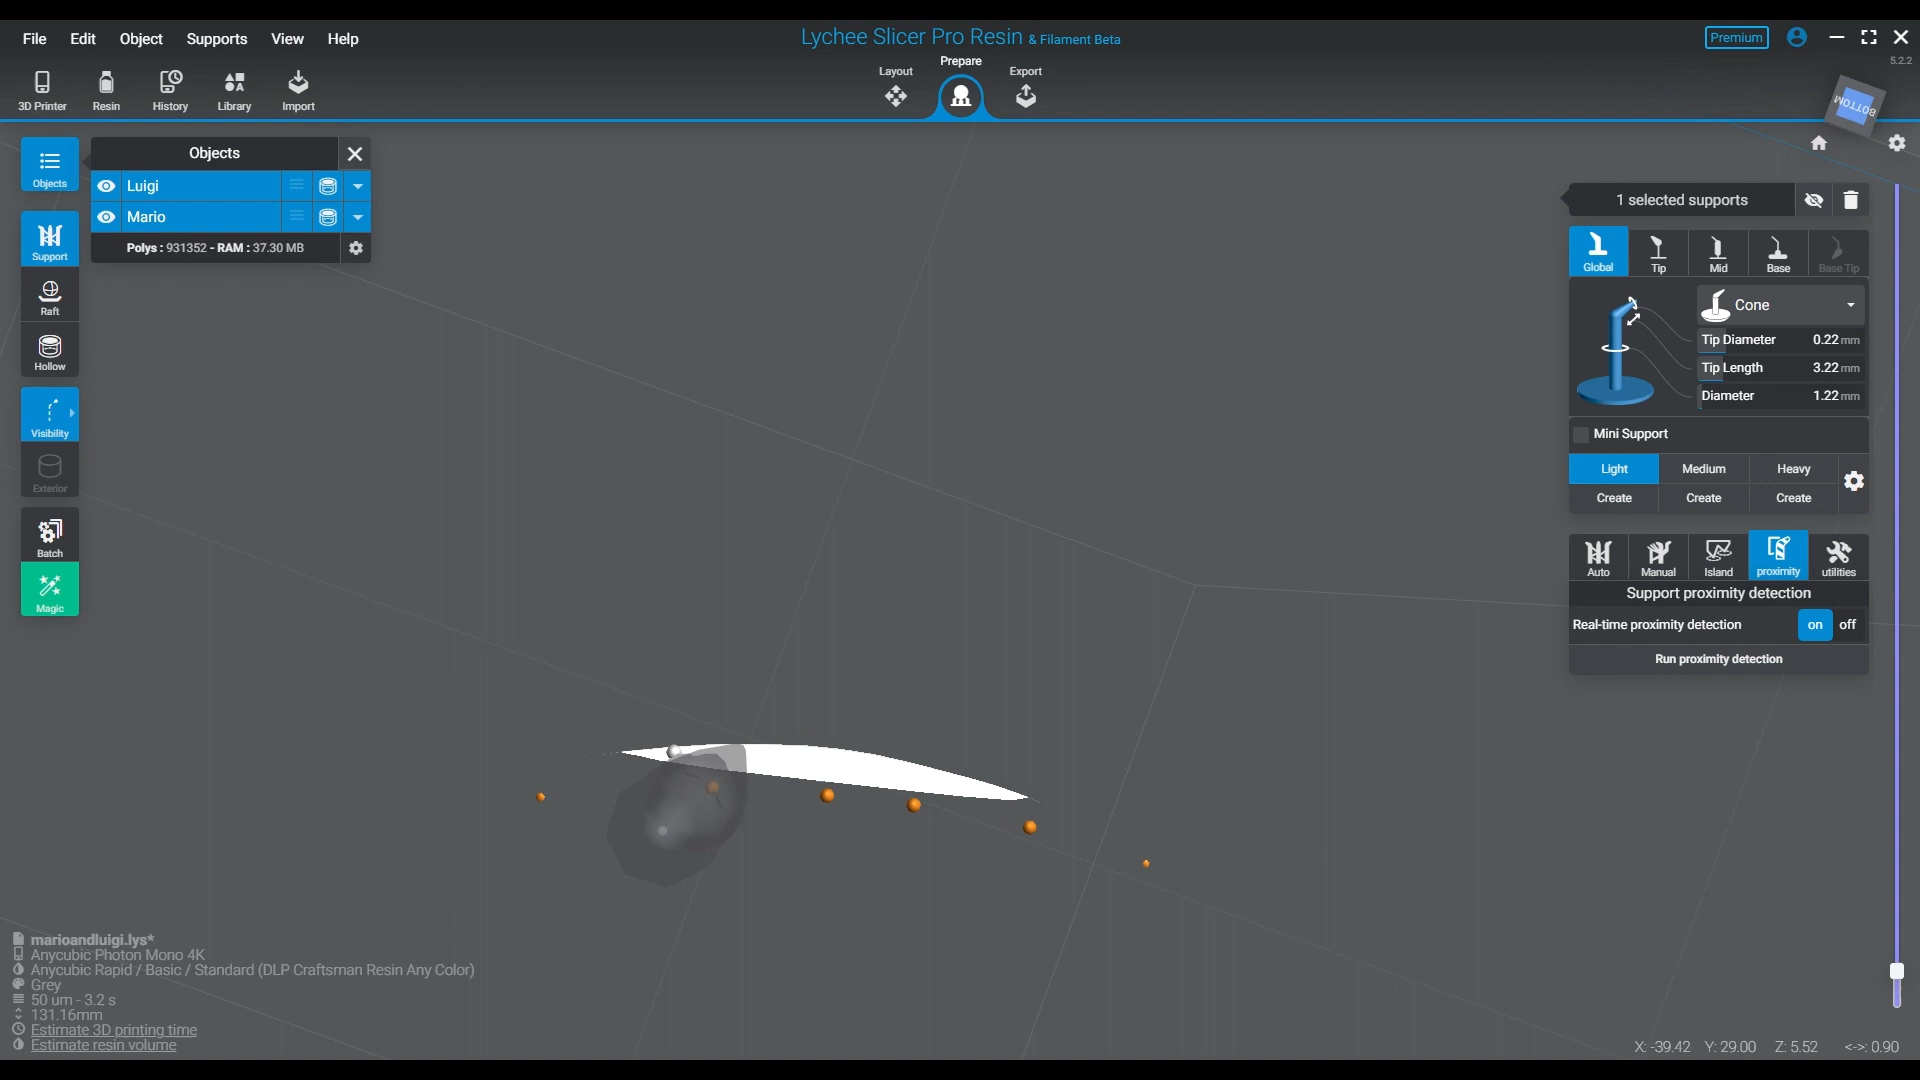 File Edit Object Supports View Help
Lychee Slicer Pro Resin & Filament Beta
Premium
5.2.2
3D Printer Resin History Library Import
Layout Prepare Export
BOTTOM
Objects
Objects
Luigi
Mario
Polys : 931352 - RAM : 37.30 MB
Support
Raft
Hollow
Visibility
Exterior
Batch
Magic
1 selected supports
Global Tip Mid Base Base Tip
Cone
Tip Diameter 0.22 mm
Tip Length 3.22 mm
Diameter 1.22 mm
Mini Support
Light Medium Heavy
Create Create Create
Auto Manual Island proximity utilities
Support proximity detection
Real-time proximity detection on off
Run proximity detection
marioandluigi.lys*
Anycubic Photon Mono 4K
Anycubic Rapid / Basic / Standard (DLP Craftsman Resin Any Color)
Grey
50 um - 3.2 s
131.16mm
Estimate 3D printing time
Estimate resin volume
X: -39.42 Y: 29.00 Z: 5.52 <->: 0.90